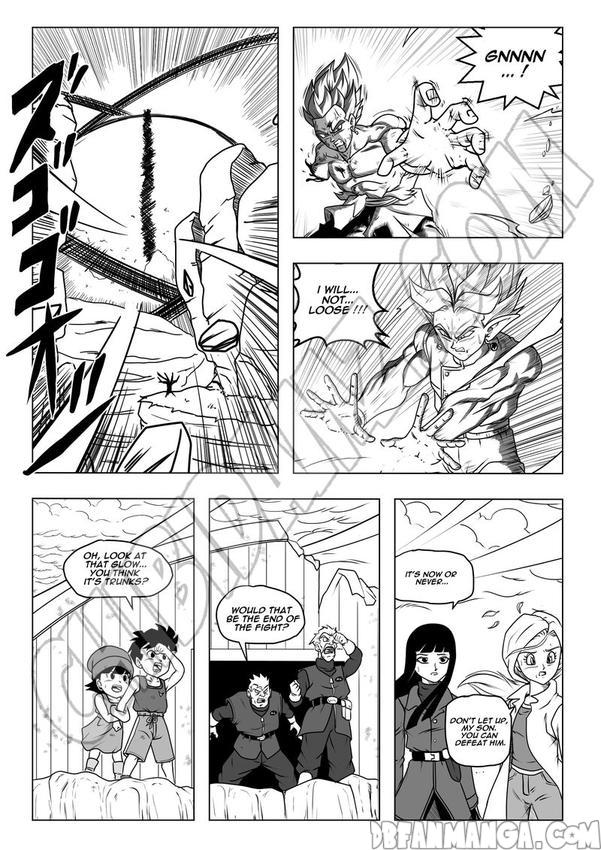 ズゴゴゴオ
GNNNN
...!
I WILL...
NOT...
LOOSE !!!
OH, LOOK AT
THAT GLOW...
YOU THINK
IT'S TRUNKS?
WOULD THAT
BE THE END OF
THE FIGHT?
IT'S NOW OR
NEVER...
DON'T LET UP,
MY SON.
YOU CAN
DEFEAT HIM.
DBFANMANGA.COM